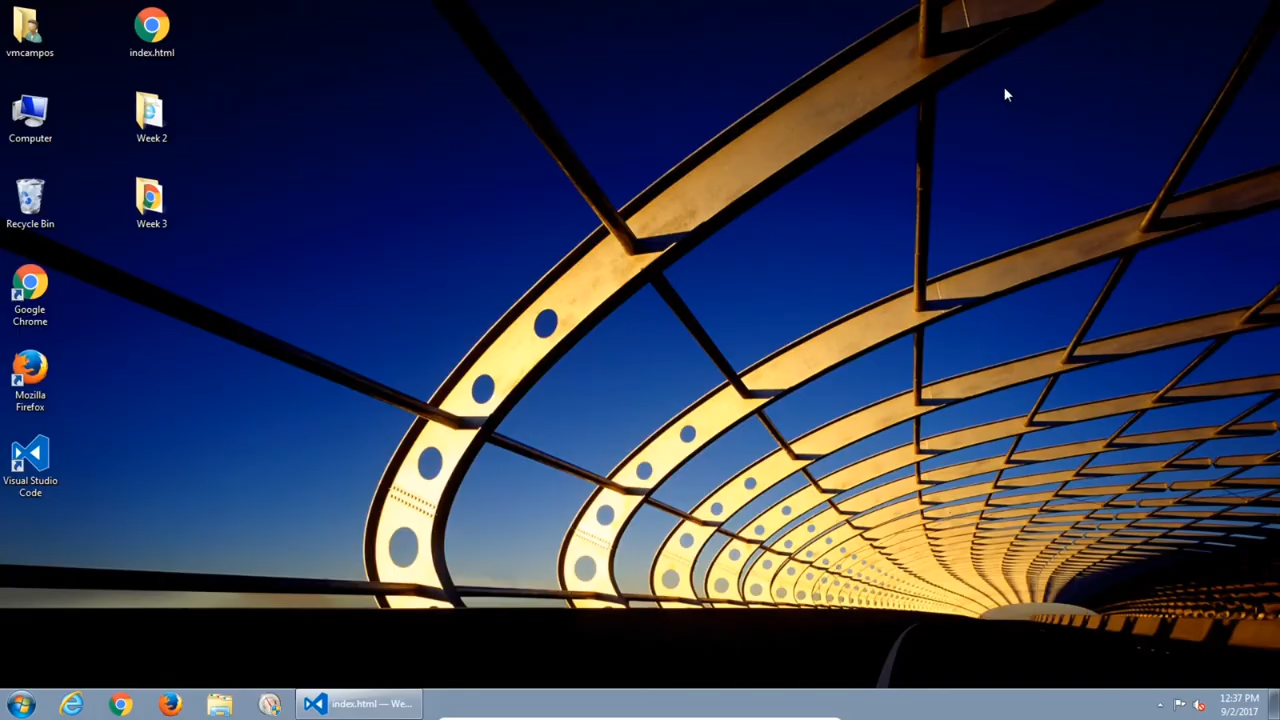 vmcampos
index.html
Computer
Week 2
Recycle Bin
Week 3
Google
Chrome
Mozilla
Firefox
Visual Studio
Code
index.html — We...
12:37 PM
9/2/2017